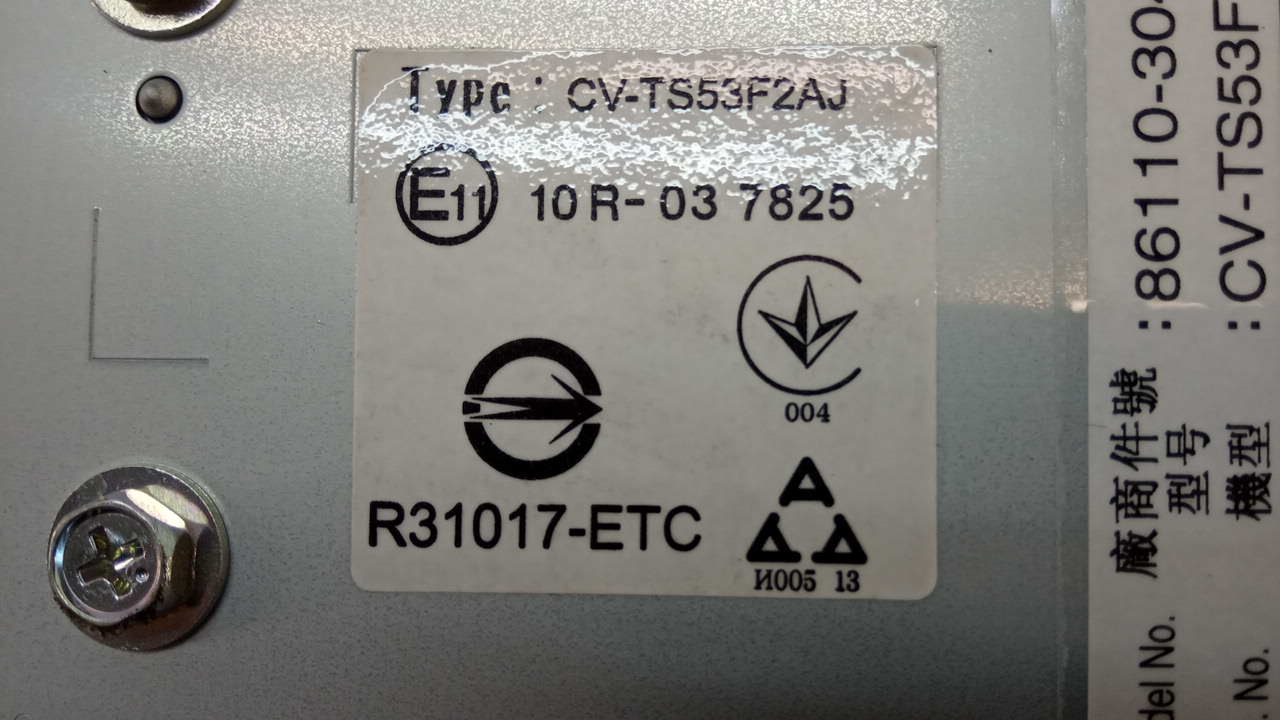 Type : CV-TS53F2AJ
E11 10R-03 7825
004
R31017-ETC
И005 13
廠商件號 : 86110-304
型号
機型 : CV-TS53F
del No.
. No.